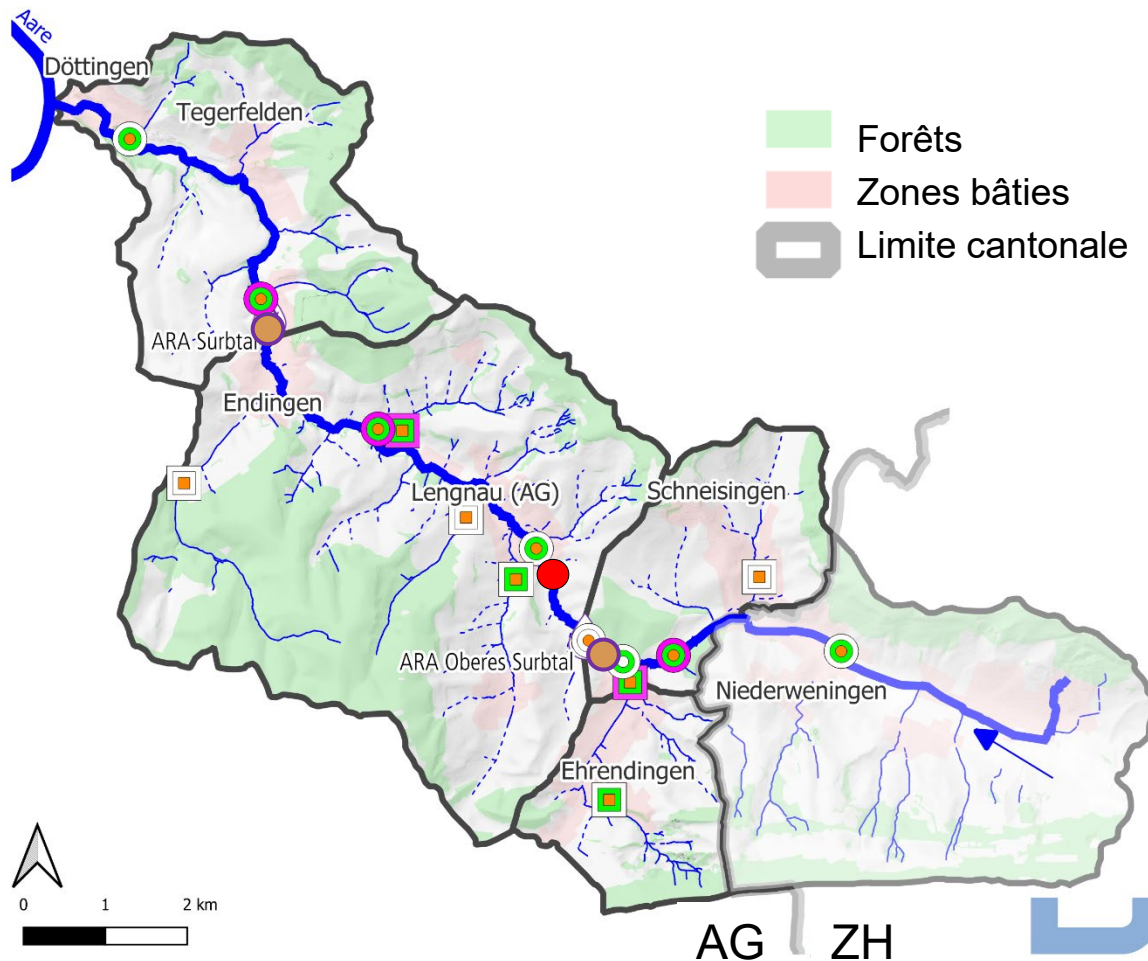 Aare
Döttingen
Tegerfelden
Forêts
Zones bâties
Limite cantonale
ARA Surbtal
Endingen
Lengnau (AG)
Schneisingen
ARA Oberes Surbtal
Niederweningen
Ehrendingen
0 1 2 km
AG ZH